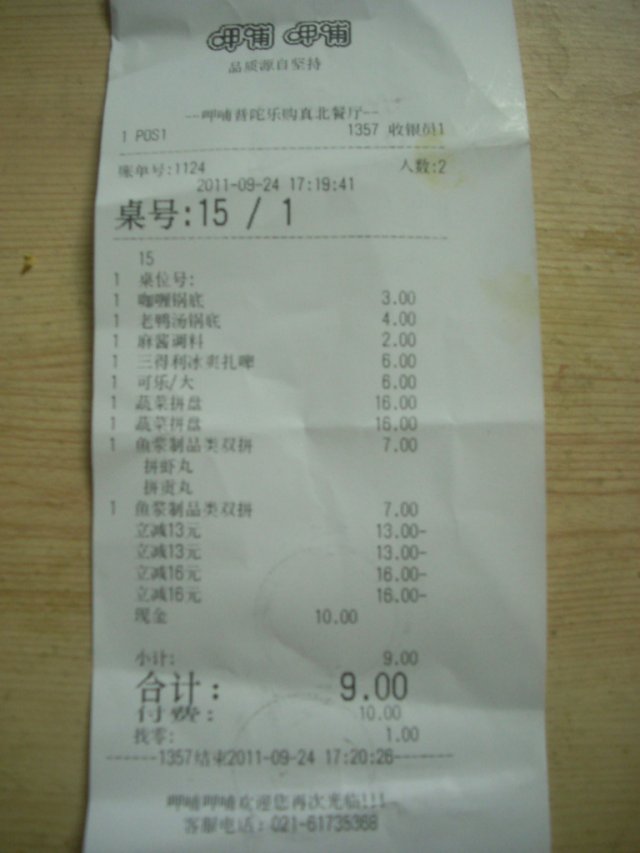 呷哺 呷哺
品质源自坚持
---呷哺普陀乐购真北餐厅--
1 POS1 1357 收银员1
账单号:1124 人数:2
2011-09-24 17:19:41
桌号:15 / 1
15
1 桌位号:
1 咖喱锅底 3.00
1 老鸭汤锅底 4.00
1 麻酱调料 2.00
1 三得利冰爽扎啤 6.00
1 可乐/大 6.00
1 蔬菜拼盘 16.00
1 蔬菜拼盘 16.00
1 鱼浆制品类双拼 7.00
拼虾丸
拼贡丸
1 鱼浆制品类双拼 7.00
立减13元 13.00-
立减13元 13.00-
立减16元 16.00-
立减16元 16.00-
现金 10.00
小计: 9.00
合计: 9.00
付费: 10.00
找零: 1.00
------1357结束2011-09-24 17:20:26------
呷哺呷哺欢迎您再次光临!!!
客服电话: 021-61735368